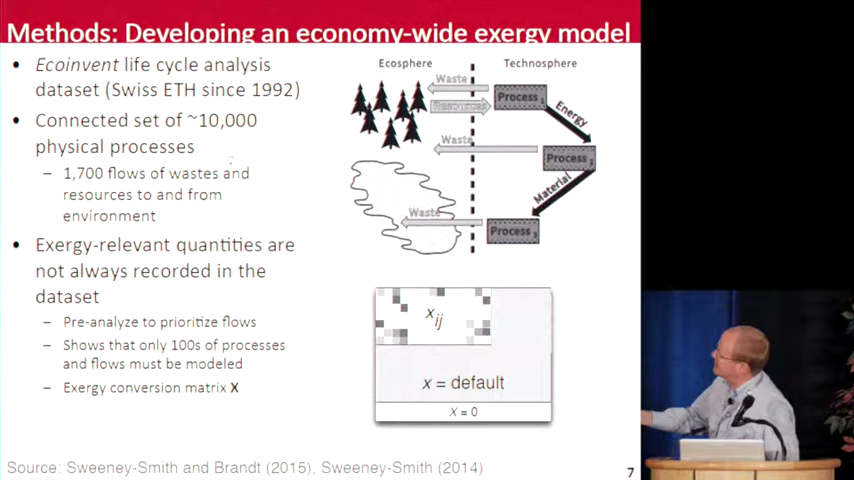 Methods: Developing an economy-wide exergy model
• Ecoinvent life cycle analysis
dataset (Swiss ETH since 1992)
• Connected set of ~10,000
physical processes
– 1,700 flows of wastes and
resources to and from
environment
• Exergy-relevant quantities are
not always recorded in the
dataset
– Pre-analyze to prioritize flows
– Shows that only 100s of processes
and flows must be modeled
– Exergy conversion matrix X
Ecosphere
Technosphere
Waste
Resources
Process 1
Energy
Waste
Process 2
Material
Waste
Process 3
xij
x = default
x = 0
Source: Sweeney-Smith and Brandt (2015), Sweeney-Smith (2014)
7